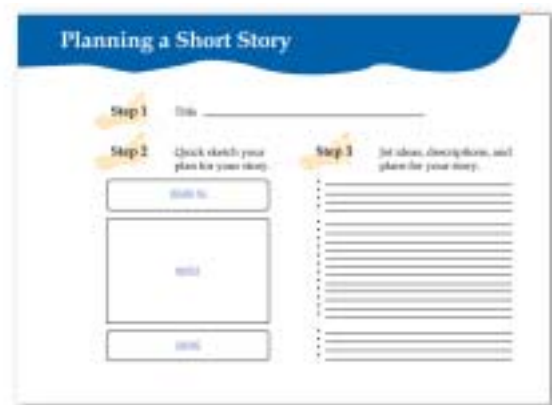 Planning a Short Story
Step 1
Title
Step 2
Quick sketch your
plan for your story.
Step 3
Jot ideas, descriptions, and
plans for your story.